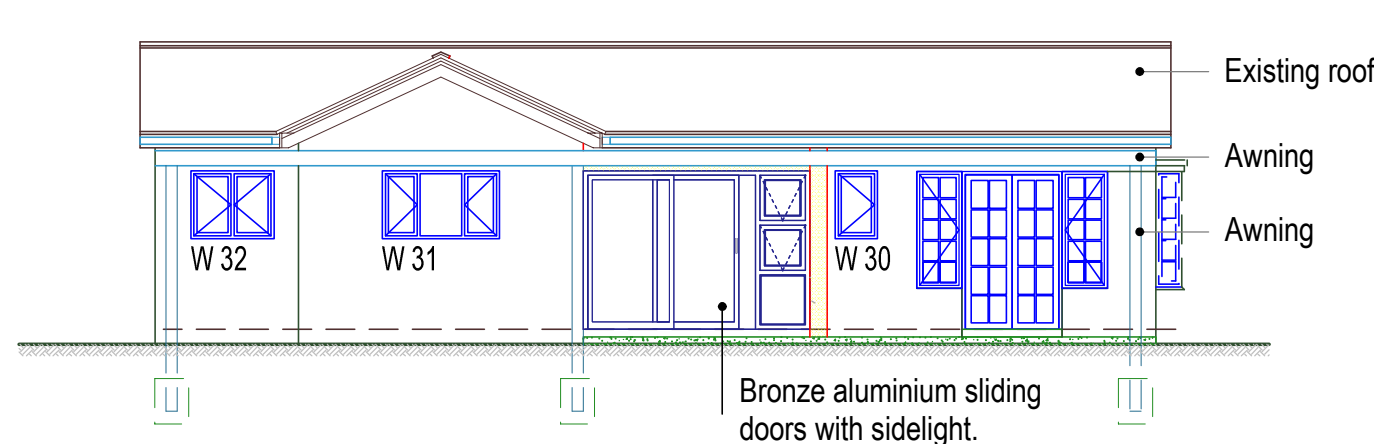 Existing roof
Awning
Awning
W 32
W 31
W 30
Bronze aluminium sliding
doors with sidelight.